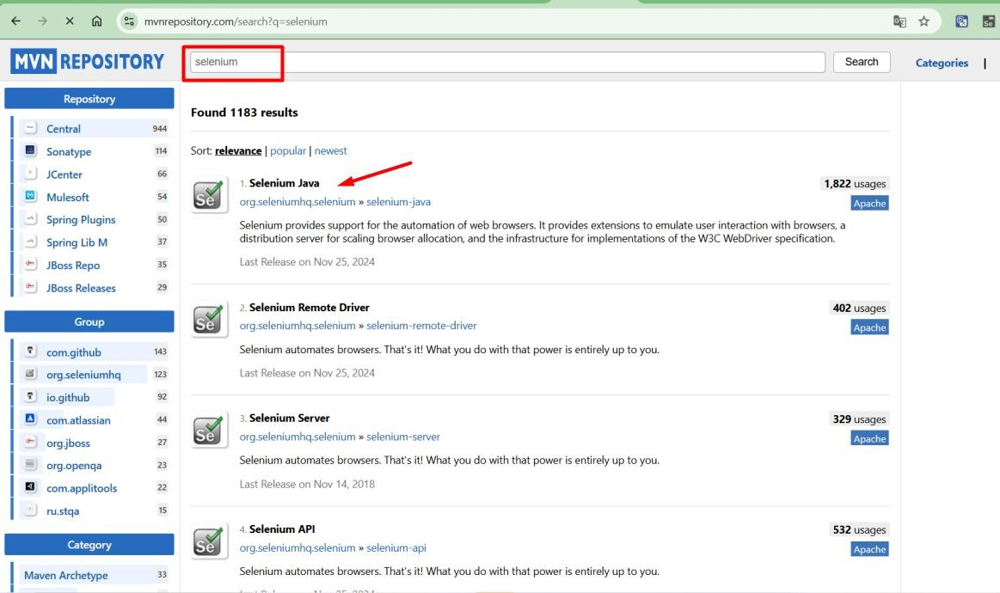 mvnrepository.com/search?q=selenium
MVN REPOSITORY
selenium
Search
Categories |
Repository
Central 944
Sonatype 114
JCenter 66
Mulesoft 54
Spring Plugins 50
Spring Lib M 37
JBoss Repo 35
JBoss Releases 29
Group
com.github 143
org.seleniumhq 123
io.github 92
com.atlassian 44
org.jboss 27
org.openqa 23
com.applitools 22
ru.stqa 15
Category
Maven Archetype 33
Found 1183 results
Sort: relevance | popular | newest
1. Selenium Java
1,822 usages
org.seleniumhq.selenium » selenium-java
Apache
Selenium provides support for the automation of web browsers. It provides extensions to emulate user interaction with browsers, a
distribution server for scaling browser allocation, and the infrastructure for implementations of the W3C WebDriver specification.
Last Release on Nov 25, 2024
2. Selenium Remote Driver
402 usages
org.seleniumhq.selenium » selenium-remote-driver
Apache
Selenium automates browsers. That's it! What you do with that power is entirely up to you.
Last Release on Nov 25, 2024
3. Selenium Server
329 usages
org.seleniumhq.selenium » selenium-server
Apache
Selenium automates browsers. That's it! What you do with that power is entirely up to you.
Last Release on Nov 14, 2018
4. Selenium API
532 usages
org.seleniumhq.selenium » selenium-api
Apache
Selenium automates browsers. That's it! What you do with that power is entirely up to you.